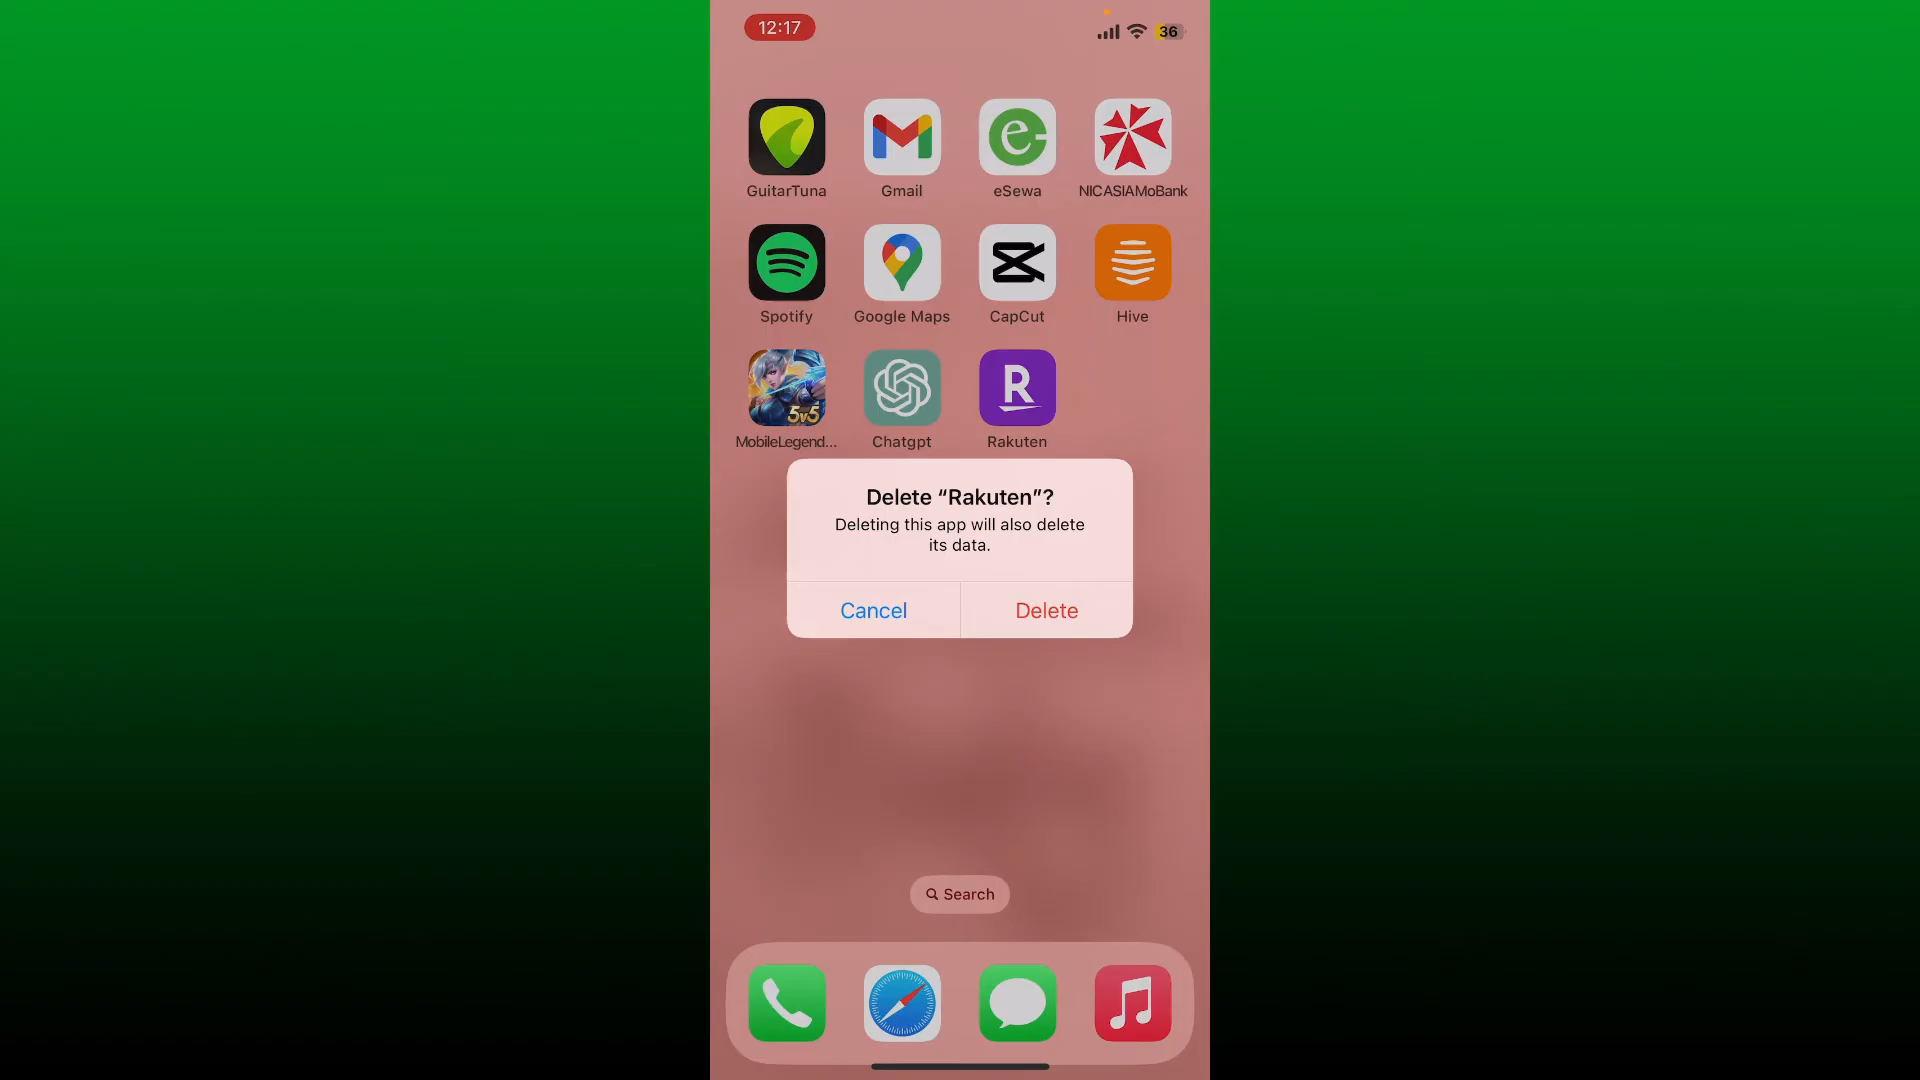 12:17
36
GuitarTuna
Gmail
eSewa
NICASIAMoBank
Spotify
Google Maps
CapCut
Hive
5v5
R
MobileLegend...
Chatgpt
Rakuten
Delete “Rakuten”?
Deleting this app will also delete
its data.
Cancel
Delete
Search